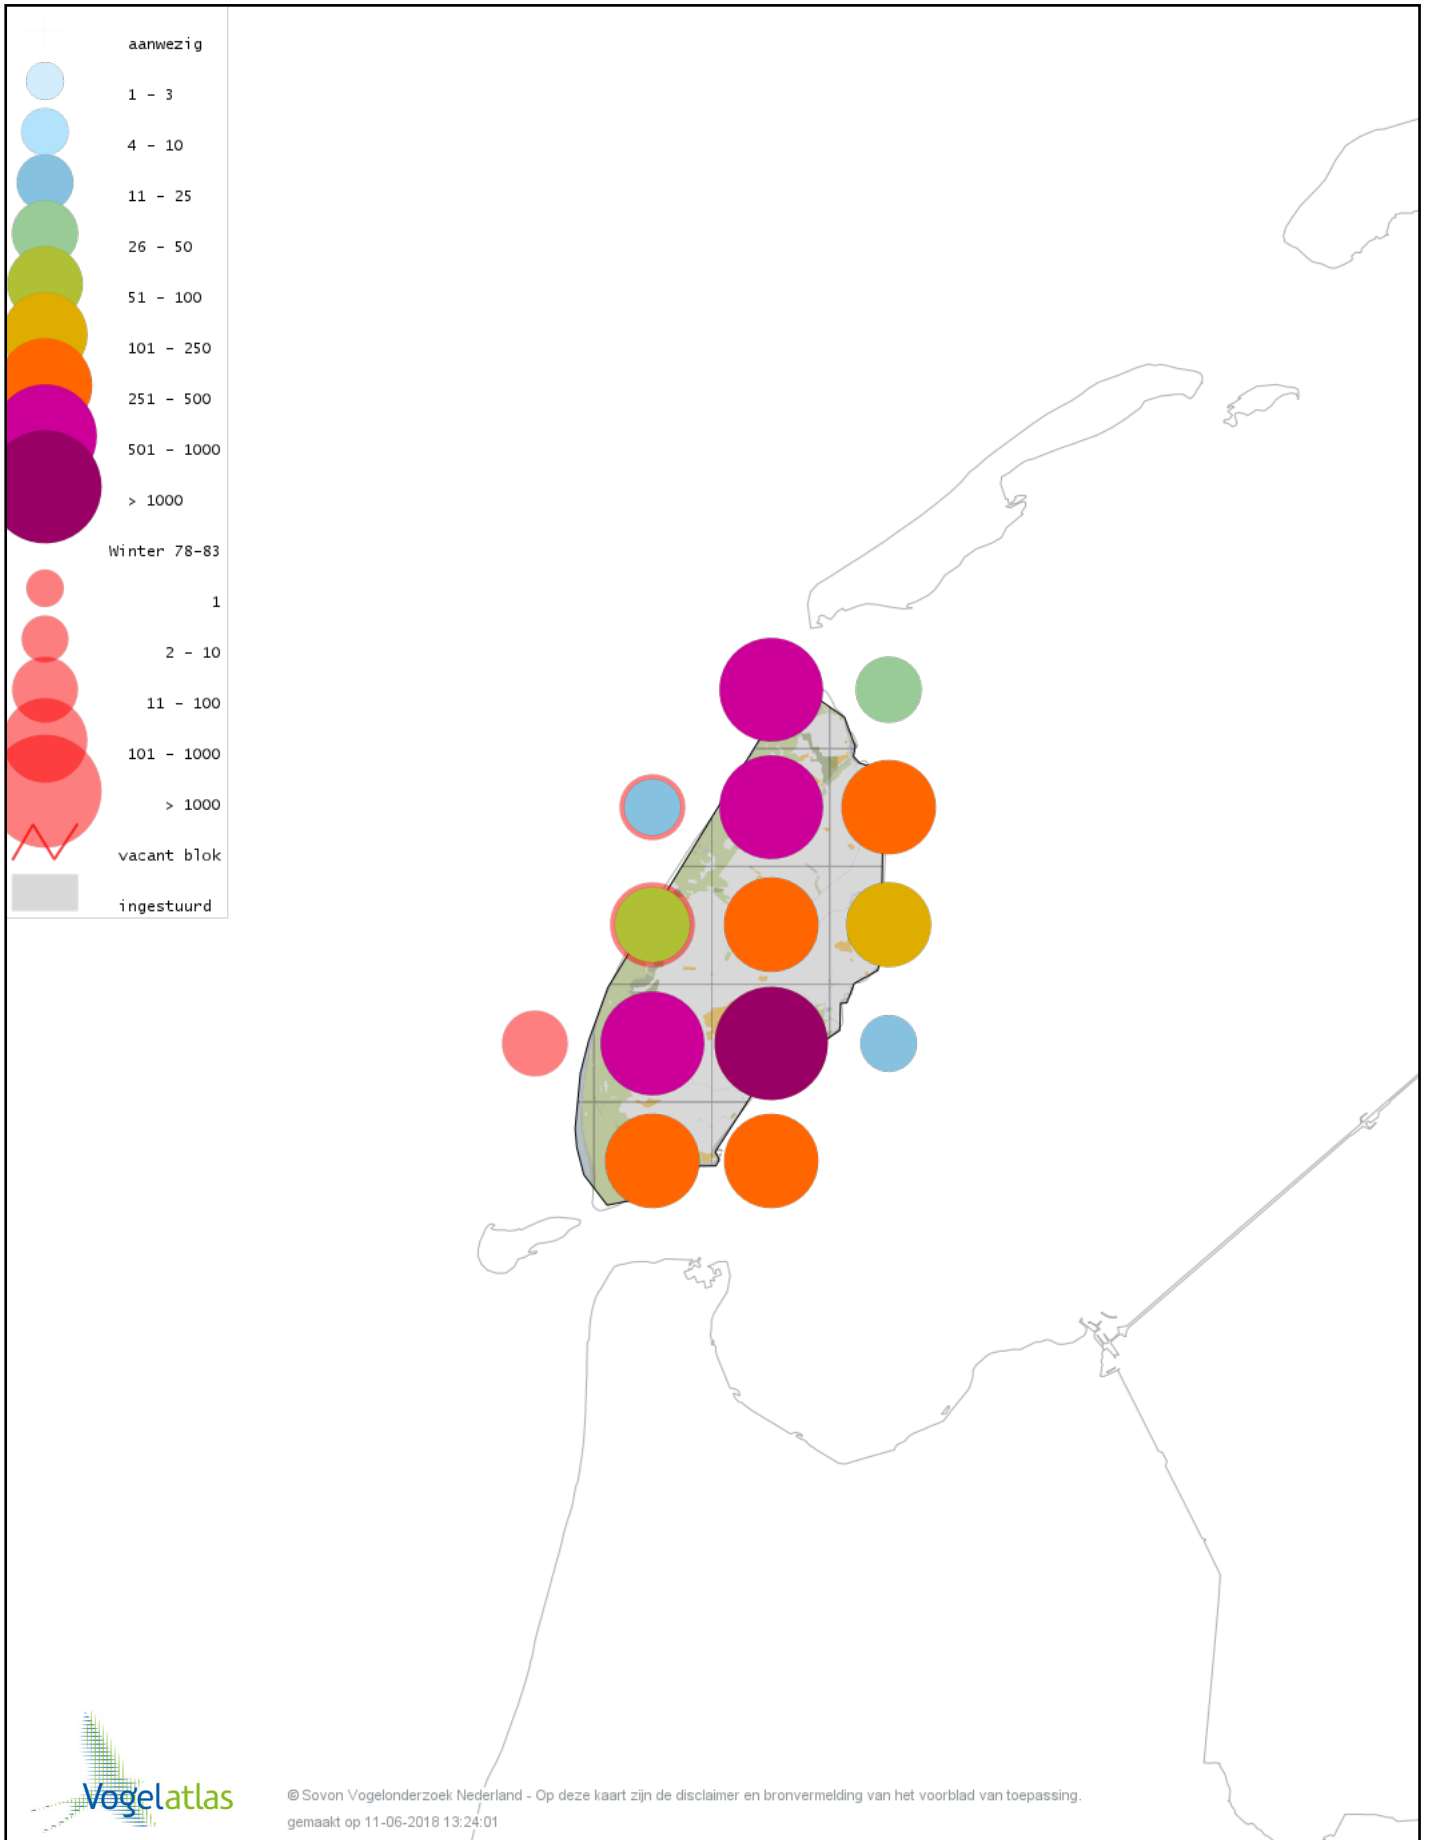 aanwezig
1 - 3
4 - 10
11 - 25
26 - 50
51 - 100
101 - 250
251 - 500
501 - 1000
> 1000
Winter 78-83
1
2 - 10
11 - 100
101 - 1000
> 1000
vacant blok
ingestuurd
Vogelatlas
© Sovon Vogelonderzoek Nederland - Op deze kaart zijn de disclaimer en bronvermelding van het voorblad van toepassing.
gemaakt op 11-06-2018 13:24:01